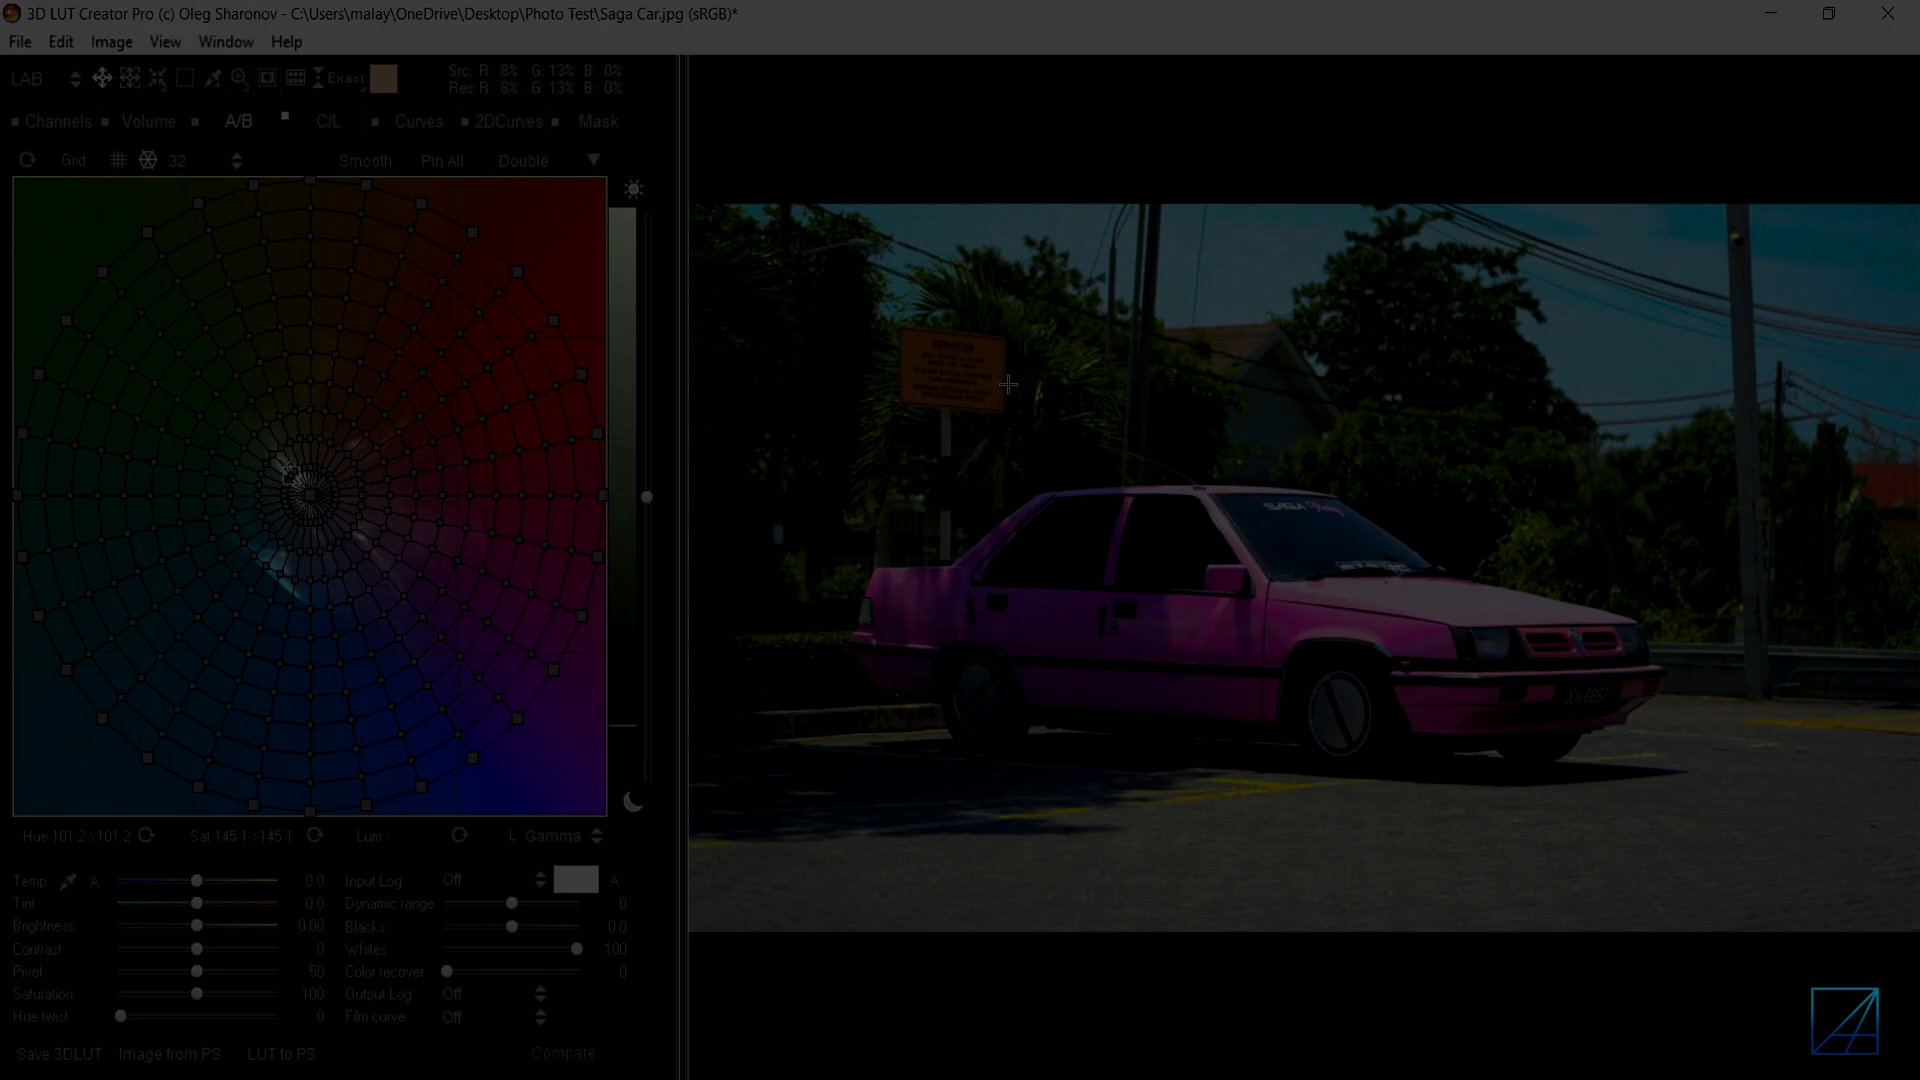 3D LUT Creator Pro (c) Oleg Sharonov - C:\Users\malay\OneDrive\Desktop\Photo Test\Saga Car.jpg (sRGB)*
File Edit Image View Window Help
LAB Exact Src: R: 8% G: 13% B: 0%
Res: R: 8% G: 13% B: 0%
Channels Volume A/B C/L Curves 2DCurves Mask
Grid 32 Smooth Pin All Double
PERHATIAN
SAGA
Hue 101.2->101.2 Sat 145.1->145.1 Lum - L Gamma
Temp A 0.0 Input Log Off A
Tint 0.0 Dynamic range 0
Brightness 0.00 Blacks 0.0
Contrast 0 Whites 100
Pivot 50 Color recover 0
Saturation 100 Output Log Off
Hue twist 0 Film curve Off
Save 3DLUT Image from PS LUT to PS Compare